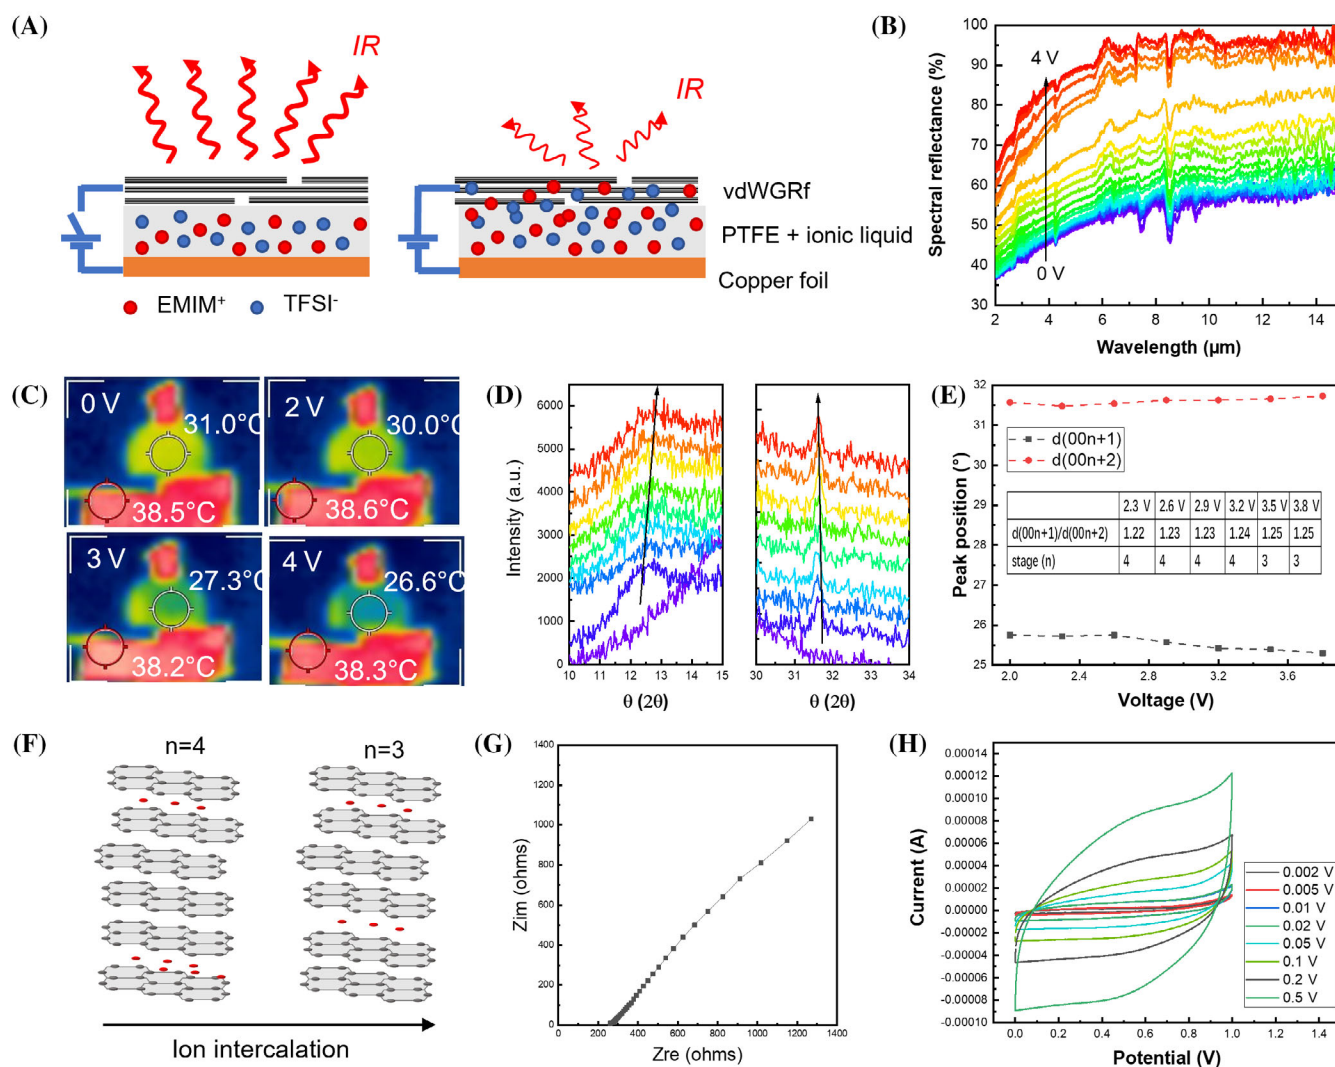 (A)
IR
IR
vdWGRf
PTFE + ionic liquid
Copper foil
EMIM⁺
TFSI⁻
(B)
Spectral reflectance (%)
100
90
80
70
60
50
40
30
4 V
0 V
2 4 6 8 10 12 14
Wavelength (µm)
(C)
0 V
31.0°C
38.5°C
2 V
30.0°C
38.6°C
3 V
27.3°C
38.2°C
4 V
26.6°C
38.3°C
(D)
Intensity (a.u.)
6000
5000
4000
3000
2000
1000
0
10 11 12 13 14 15
θ (2θ)
30 31 32 33 34
θ (2θ)
(E)
Peak position (°)
33
32
31
30
29
28
27
26
25
d(00n+1)
d(00n+2)
2.3 V 2.6 V 2.9 V 3.2 V 3.5 V 3.8 V
d(00n+1)/d(00n+2) 1.22 1.23 1.23 1.24 1.25 1.25
stage (n) 4 4 4 4 3 3
2.0 2.4 2.8 3.2 3.6
Voltage (V)
(F)
n=4
n=3
Ion intercalation
(G)
Zim (ohms)
1400
1200
1000
800
600
400
200
0
0 200 400 600 800 1000 1200 1400
Zre (ohms)
(H)
Current (A)
0.00012
0.00010
0.00008
0.00006
0.00004
0.00002
0.00000
-0.00002
-0.00004
-0.00006
-0.00008
-0.00010
0.002 V
0.005 V
0.01 V
0.02 V
0.05 V
0.1 V
0.2 V
0.5 V
0.0 0.2 0.4 0.6 0.8 1.0 1.2 1.4
Potential (V)